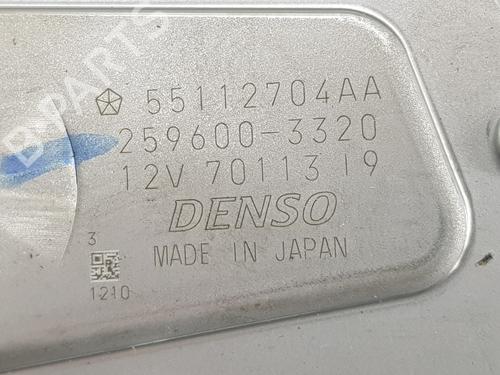 B-PARTS
55112704AA
259600-3320
12V 70113 19
DENSO
MADE IN JAPAN
3
1210